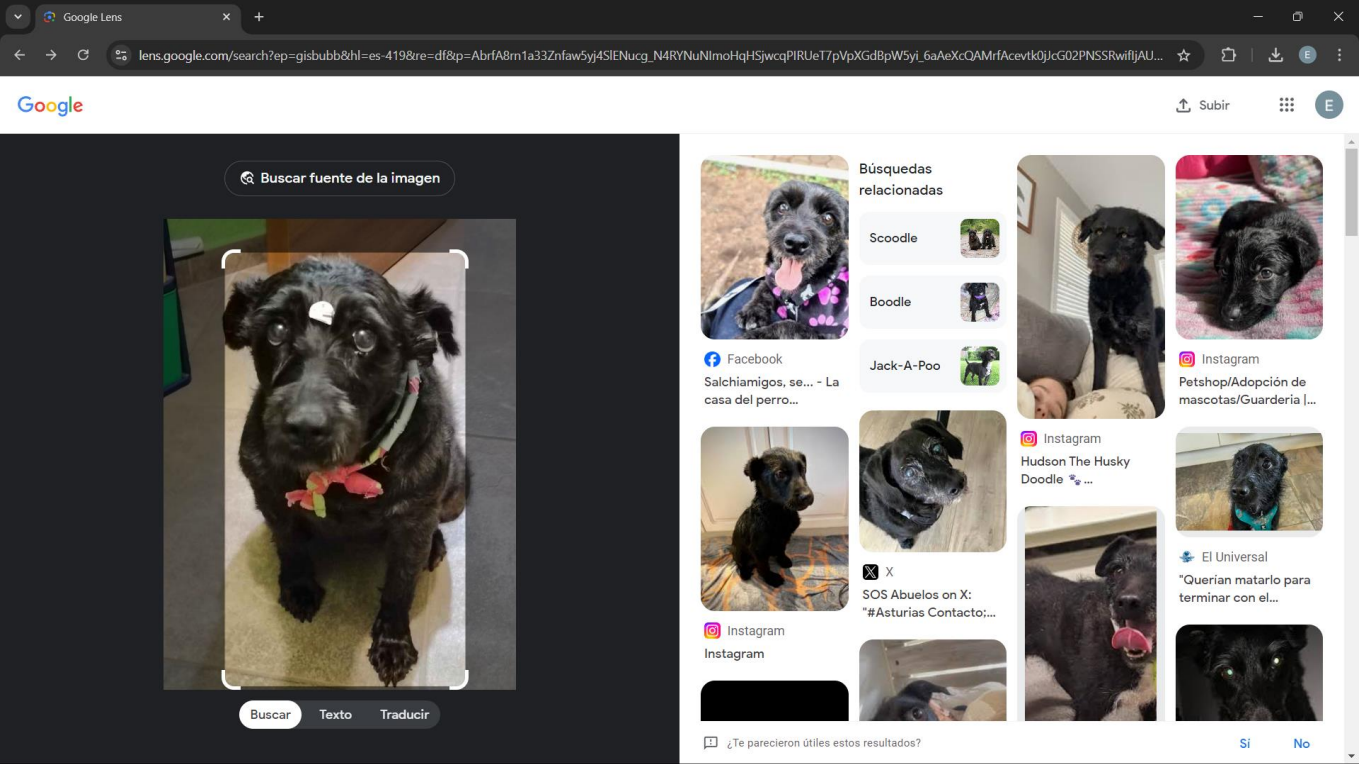 Google Lens
lens.google.com/search?ep=gisbubb&hl=es-419&re=df&p=AbrfA8rn1a33Znfaw5yj4SlENucg_N4RYNuNImoHqHSjwcqPIRUeT7pVpXGdBpW5yi_6aAeXcQAMrfAcevtk0jJcG02PNSSRwifIjAU...
E
Google
Subir
E
Buscar fuente de la imagen
Buscar
Texto
Traducir
Facebook
Salchiamigos, se... - La
casa del perro...
Instagram
Instagram
Búsquedas
relacionadas
Scoodle
Boodle
Jack-A-Poo
X
SOS Abuelos on X:
"#Asturias Contacto;...
Instagram
Hudson The Husky
Doodle 🐾 ...
Instagram
Petshop/Adopción de
mascotas/Guarderia |...
El Universal
"Querían matarlo para
terminar con el...
¿Te parecieron útiles estos resultados?
Sí
No